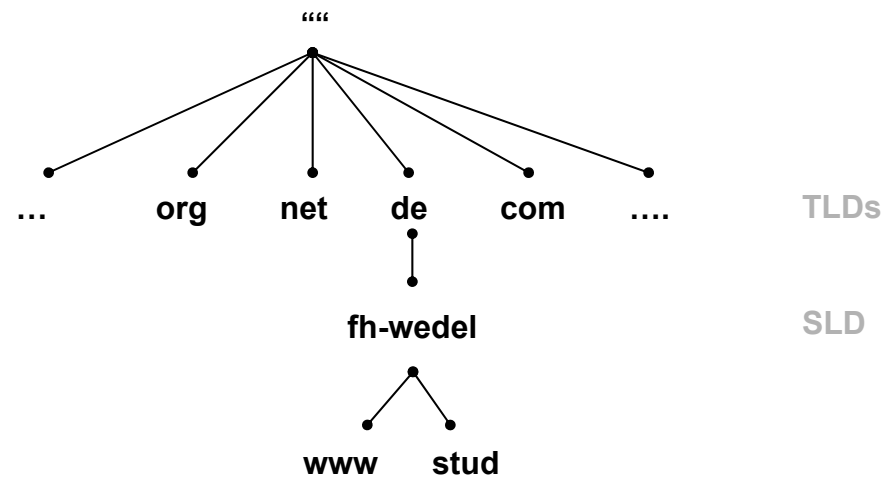 ““
… org net de com …. TLDs
fh-wedel SLD
www stud